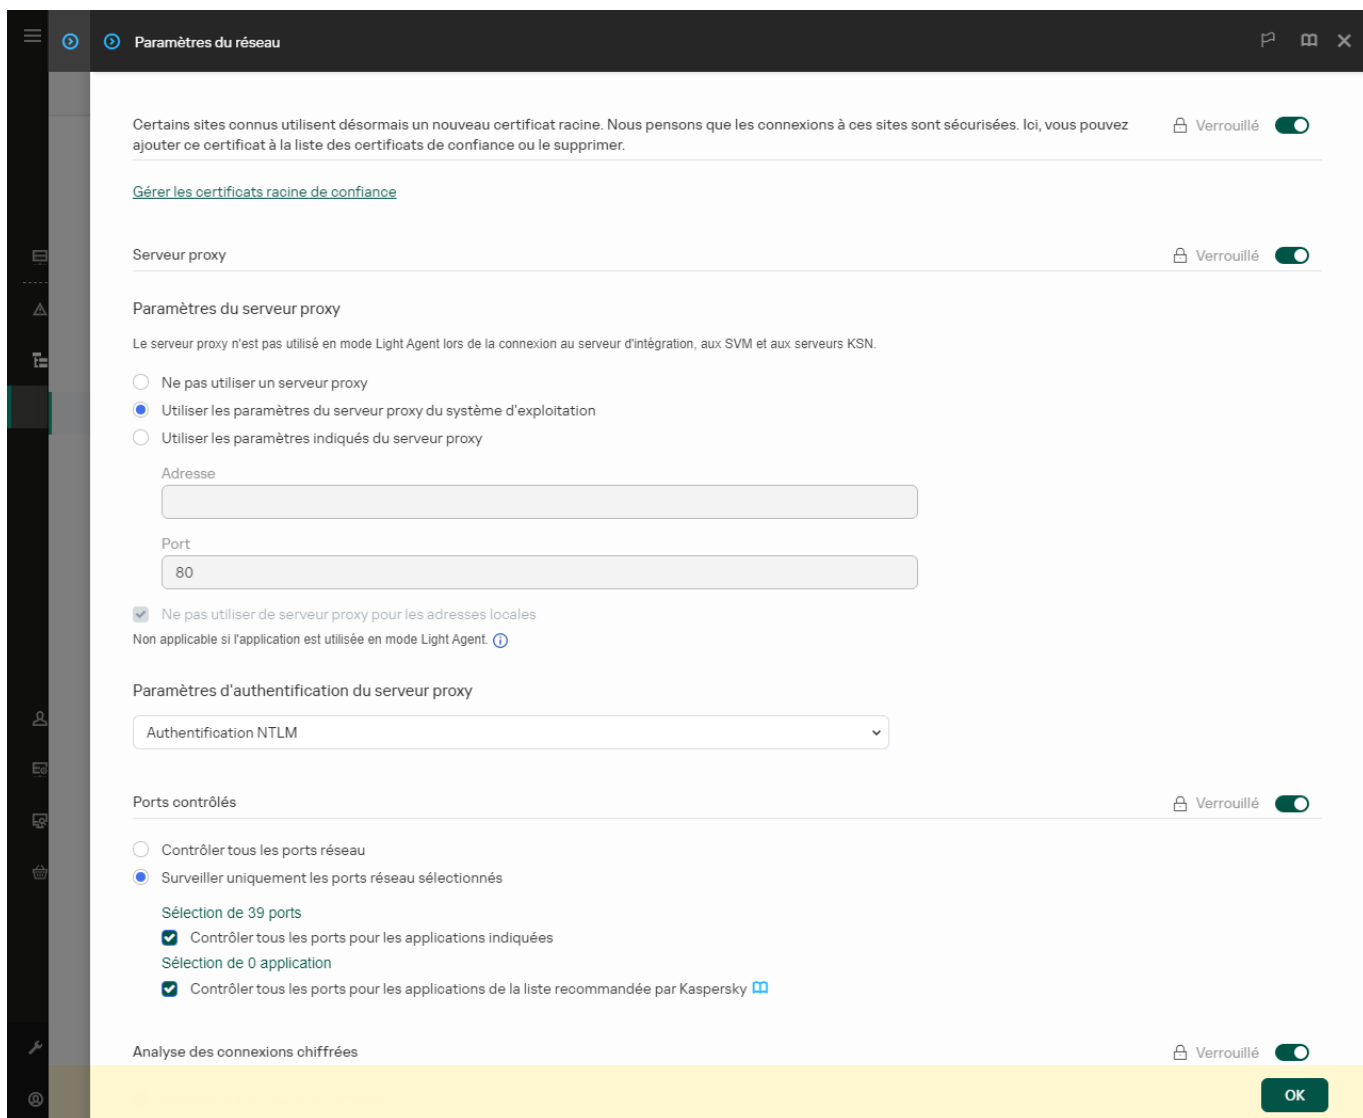 Paramètres du réseau
Certains sites connus utilisent désormais un nouveau certificat racine. Nous pensons que les connexions à ces sites sont sécurisées. Ici, vous pouvez
ajouter ce certificat à la liste des certificats de confiance ou le supprimer.
Verrouillé
Gérer les certificats racine de confiance
Serveur proxy
Verrouillé
Paramètres du serveur proxy
Le serveur proxy n'est pas utilisé en mode Light Agent lors de la connexion au serveur d'intégration, aux SVM et aux serveurs KSN.
Ne pas utiliser un serveur proxy
Utiliser les paramètres du serveur proxy du système d'exploitation
Utiliser les paramètres indiqués du serveur proxy
Adresse
Port
80
Ne pas utiliser de serveur proxy pour les adresses locales
Non applicable si l'application est utilisée en mode Light Agent.
Paramètres d'authentification du serveur proxy
Authentification NTLM
Ports contrôlés
Verrouillé
Contrôler tous les ports réseau
Surveiller uniquement les ports réseau sélectionnés
Sélection de 39 ports
Contrôler tous les ports pour les applications indiquées
Sélection de 0 application
Contrôler tous les ports pour les applications de la liste recommandée par Kaspersky
Analyse des connexions chiffrées
Verrouillé
OK